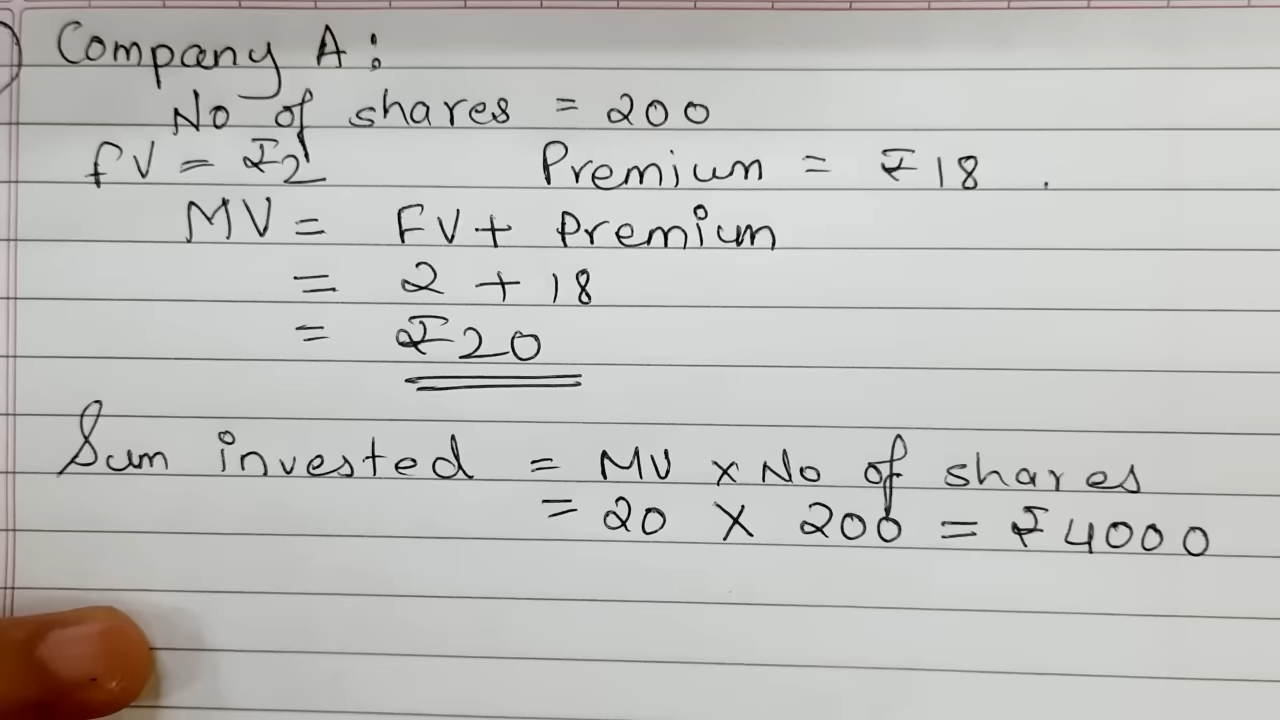 Company A:
No of shares = 200
FV = ₹2 Premium = ₹18.
MV = FV + Premium
= 2 + 18
= ₹20
Sum invested = MV x No of shares
= 20 X 200 = ₹4000